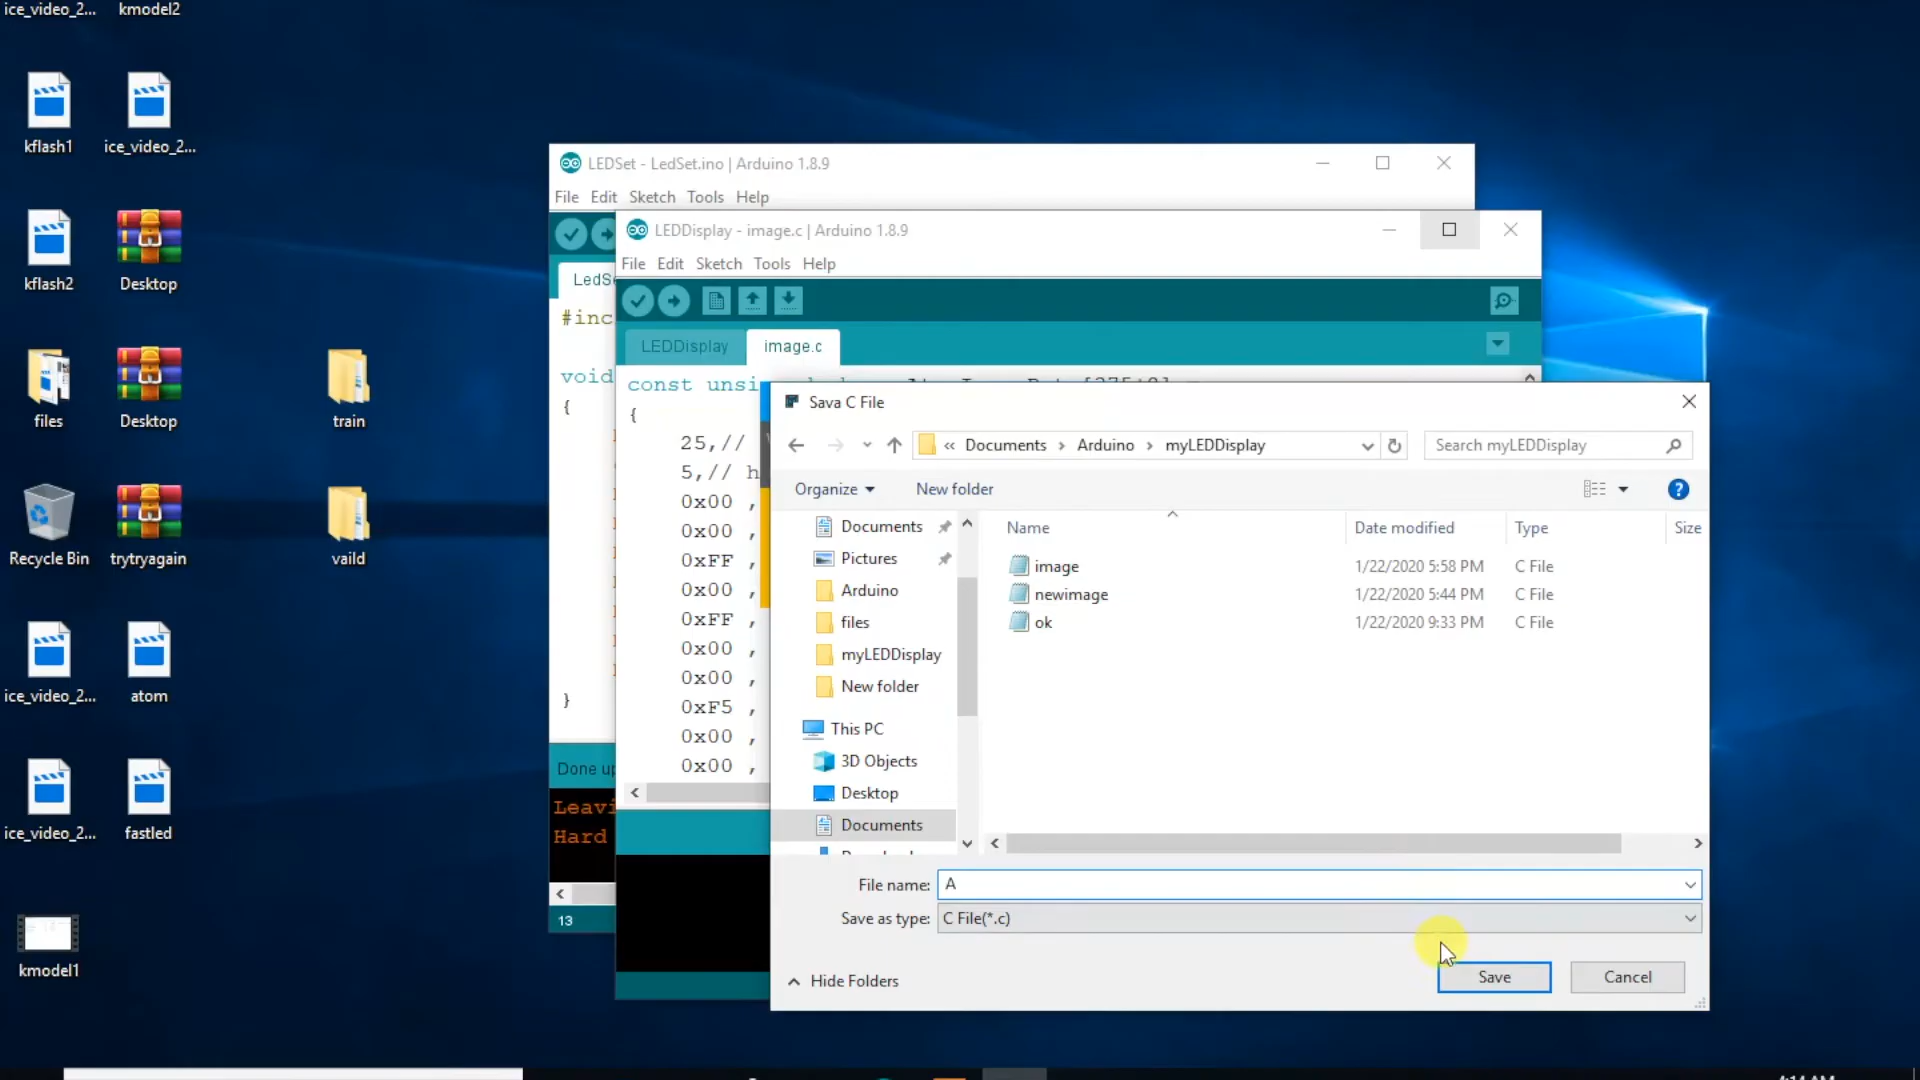 ice_video_2...
kmodel2
kflash1
ice_video_2...
kflash2
Desktop
files
Desktop
train
Recycle Bin
trytryagain
vaild
ice_video_2...
atom
ice_video_2...
fastled
kmodel1
LEDSet - LedSet.ino | Arduino 1.8.9
File Edit Sketch Tools Help
LedSe
#inc
void
{
}
Done up
Leavi
Hard
13
LEDDisplay - image.c | Arduino 1.8.9
File Edit Sketch Tools Help
LEDDisplay
image.c
const unsi
{
25,//
5,// h
0x00 ,
0x00 ,
0xFF ,
0x00 ,
0xFF ,
0x00 ,
0x00 ,
0xF5 ,
0x00 ,
0x00 ,
Sava C File
« Documents > Arduino > myLEDDisplay
Search myLEDDisplay
Organize
New folder
Documents
Pictures
Arduino
files
myLEDDisplay
New folder
This PC
3D Objects
Desktop
Documents
Name Date modified Type Size
image 1/22/2020 5:58 PM C File
newimage 1/22/2020 5:44 PM C File
ok 1/22/2020 9:33 PM C File
File name: A
Save as type: C File(*.c)
Hide Folders
Save
Cancel